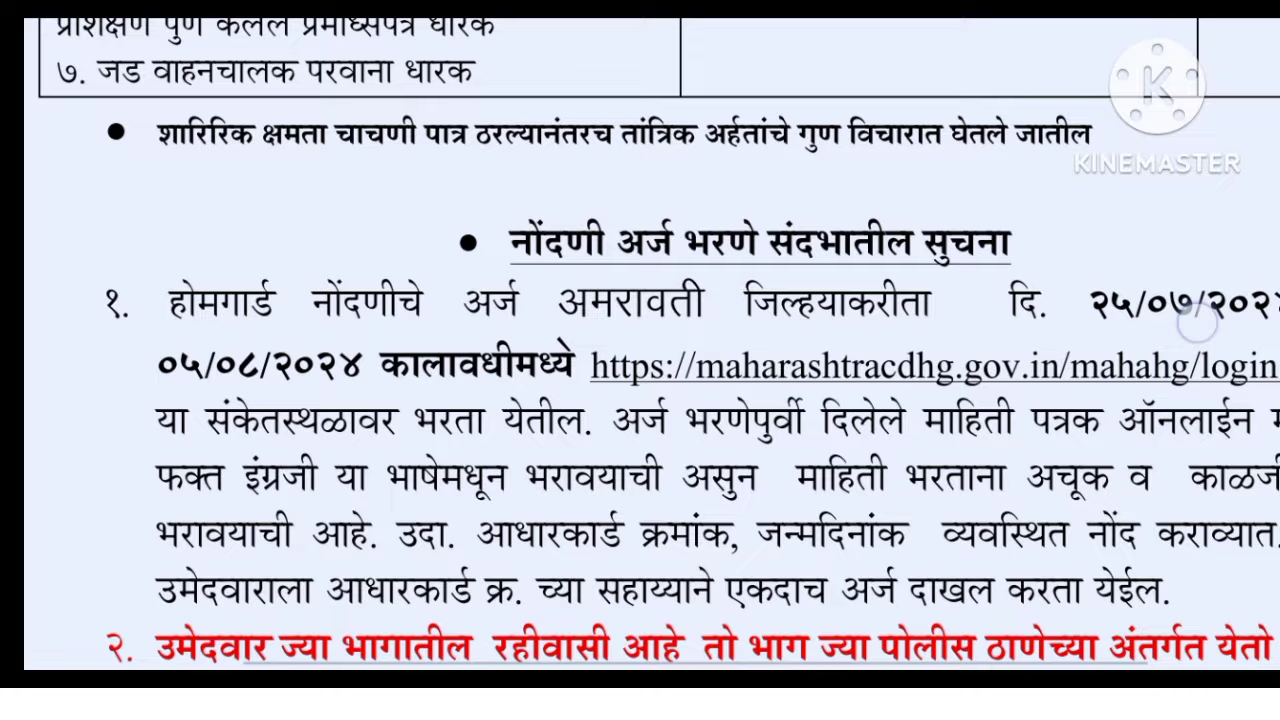 प्रशिक्षण पुर्ण केलेले प्रमाणपत्र धारक
७. जड वाहनचालक परवाना धारक
K
KINEMASTER
• शारिरिक क्षमता चाचणी पात्र ठरल्यानंतरच तांत्रिक अर्हतांचे गुण विचारात घेतले जातील
• नोंदणी अर्ज भरणे संदभातील सुचना
१. होमगार्ड नोंदणीचे अर्ज अमरावती जिल्हयाकरीता दि. २५/०७/२०२४
०५/०८/२०२४ कालावधीमध्ये https://maharashtracdhg.gov.in/mahahg/login
या संकेतस्थळावर भरता येतील. अर्ज भरणेपुर्वी दिलेले माहिती पत्रक ऑनलाईन
फक्त इंग्रजी या भाषेमधून भरावयाची असुन माहिती भरताना अचूक व काळजी
भरावयाची आहे. उदा. आधारकार्ड क्रमांक, जन्मदिनांक व्यवस्थित नोंद कराव्यात.
उमेदवाराला आधारकार्ड क्र. च्या सहाय्याने एकदाच अर्ज दाखल करता येईल.
२. उमेदवार ज्या भागातील रहीवासी आहे तो भाग ज्या पोलीस ठाणेच्या अंतर्गत येतो